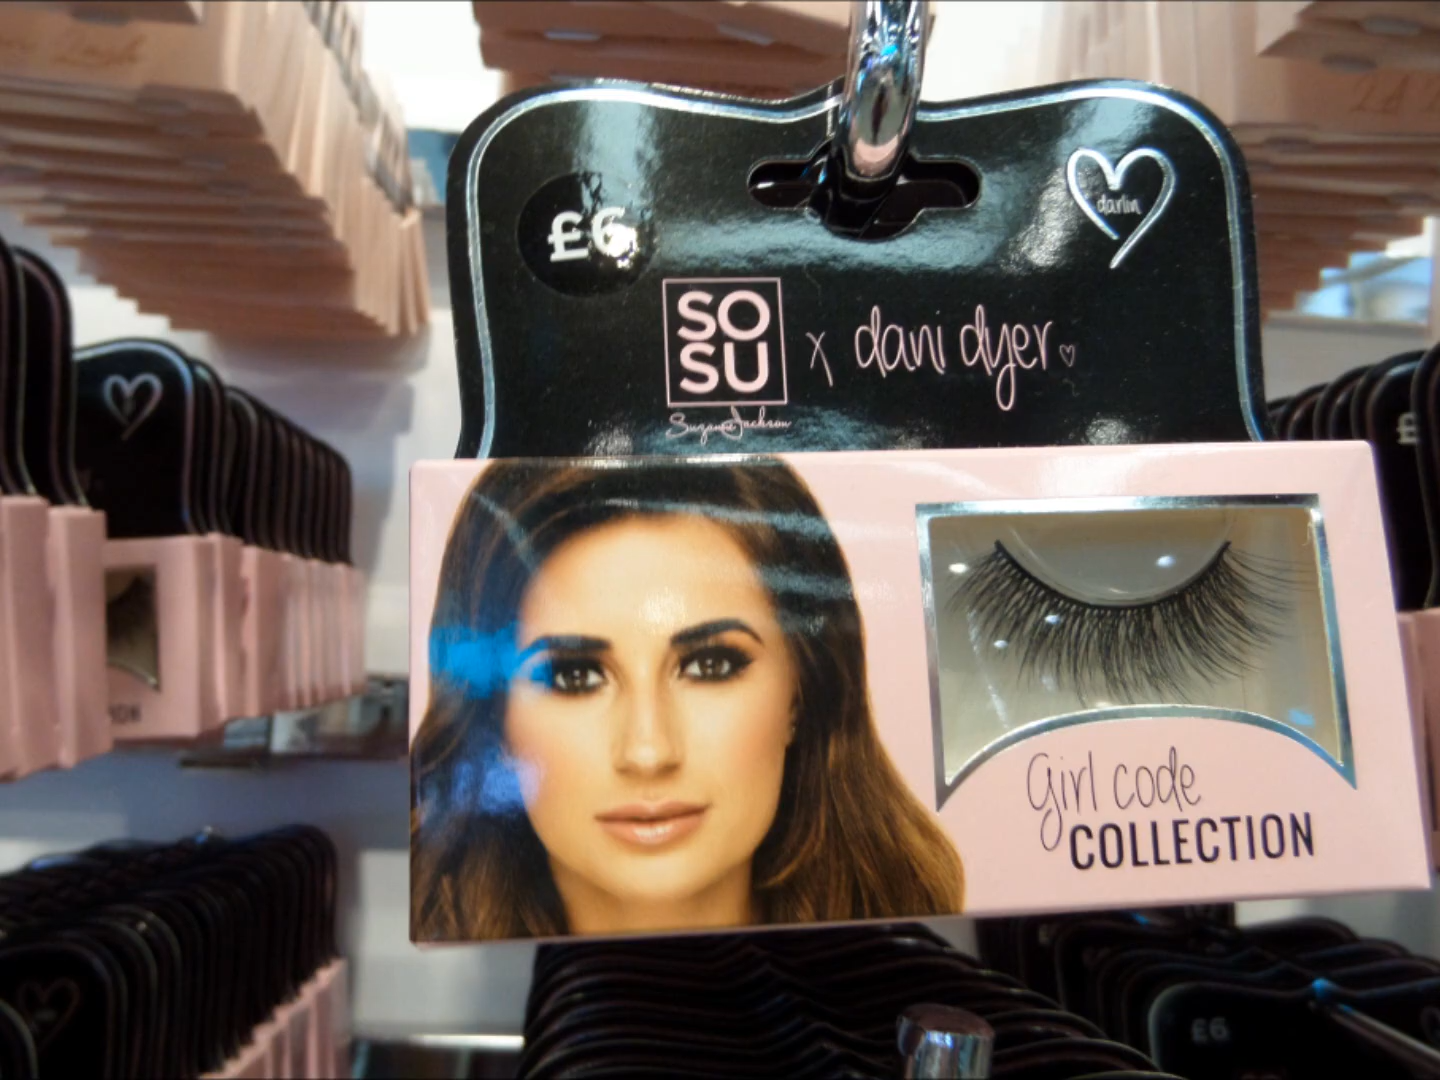 £6
darlin
SO
SU
x dani dyer
Suzanne Jackson
Girl code
COLLECTION
£6